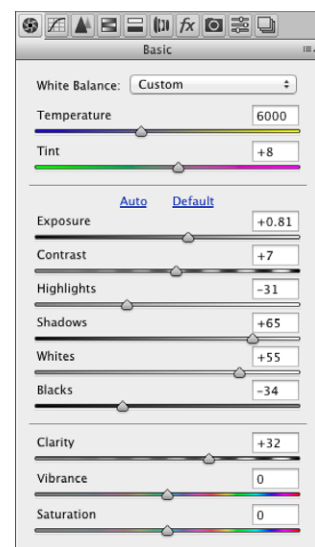 fx
Basic
White Balance: Custom
Temperature 6000
Tint +8
Auto Default
Exposure +0.81
Contrast +7
Highlights -31
Shadows +65
Whites +55
Blacks -34
Clarity +32
Vibrance 0
Saturation 0